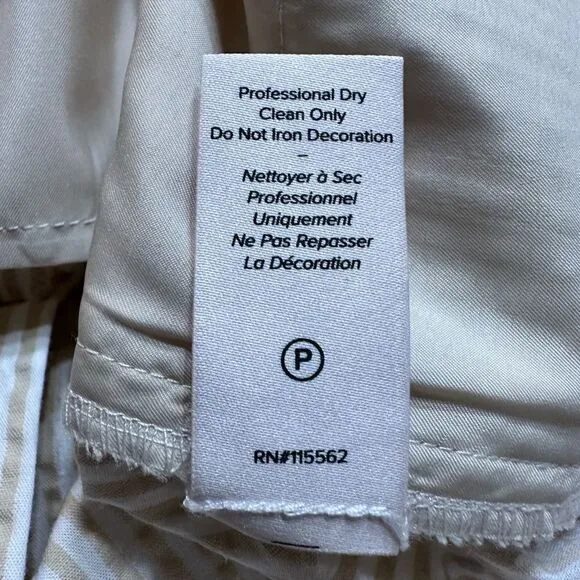 Professional Dry
Clean Only
Do Not Iron Decoration
–
Nettoyer à Sec
Professionnel
Uniquement
Ne Pas Repasser
La Décoration
P
RN#115562